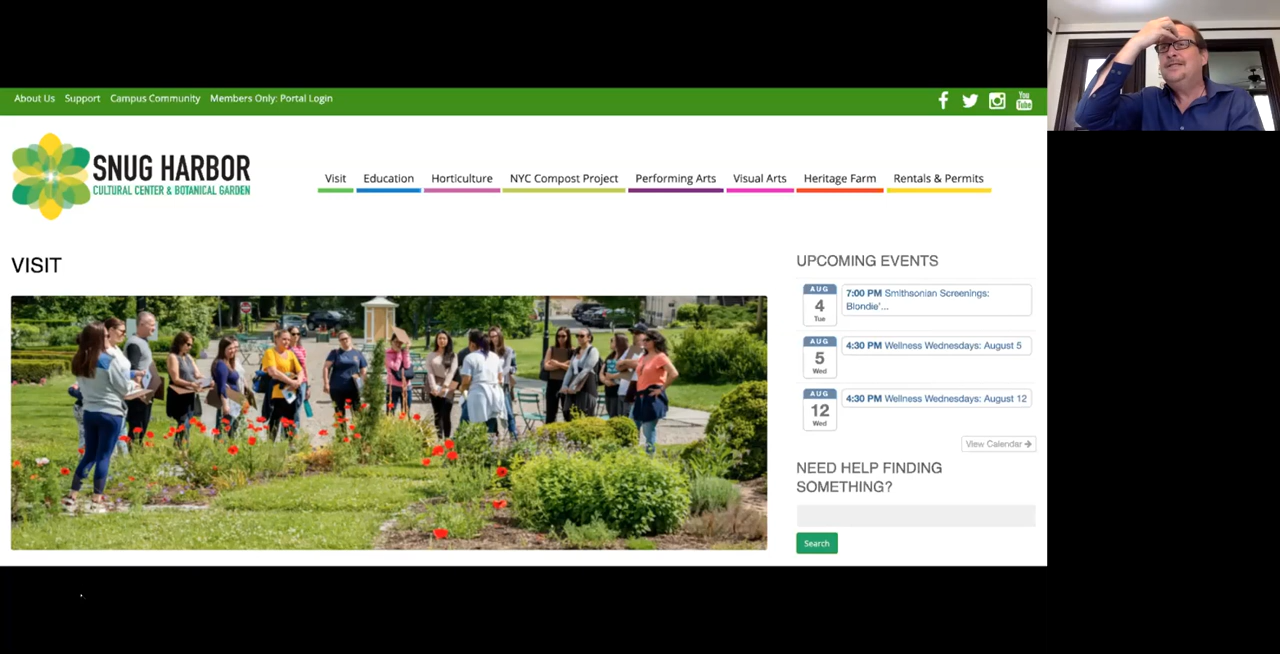 About Us Support Campus Community Members Only: Portal Login
You
Tube
SNUG HARBOR
CULTURAL CENTER & BOTANICAL GARDEN
Visit Education Horticulture NYC Compost Project Performing Arts Visual Arts Heritage Farm Rentals & Permits
VISIT
UPCOMING EVENTS
AUG
4
Tue
7:00 PM Smithsonian Screenings:
Blondie'...
AUG
5
Wed
4:30 PM Wellness Wednesdays: August 5
AUG
12
Wed
4:30 PM Wellness Wednesdays: August 12
View Calendar
NEED HELP FINDING
SOMETHING?
Search